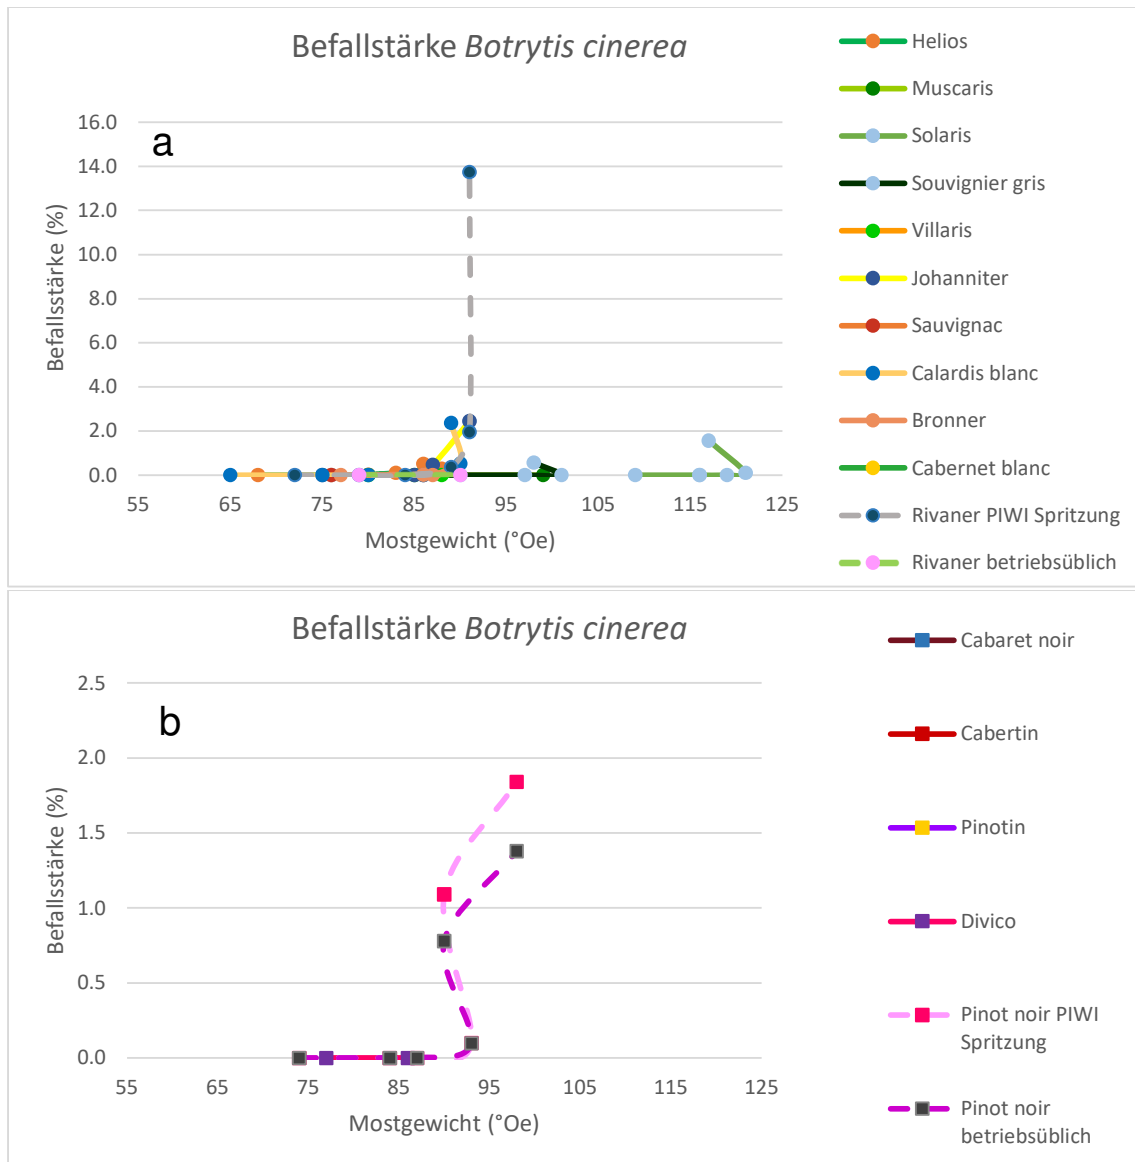 Befallstärke Botrytis cinerea
a
16.0
14.0
12.0
10.0
8.0
6.0
4.0
2.0
0.0
55 65 75 85 95 105 115 125
Befallsstärke (%)
Mostgewicht (°Oe)
Helios
Muscaris
Solaris
Souvignier gris
Villaris
Johanniter
Sauvignac
Calardis blanc
Bronner
Cabernet blanc
Rivaner PIWI Spritzung
Rivaner betriebsüblich
Befallstärke Botrytis cinerea
b
2.5
2.0
1.5
1.0
0.5
0.0
55 65 75 85 95 105 115 125
Befallsstärke (%)
Mostgewicht (°Oe)
Cabaret noir
Cabertin
Pinotin
Divico
Pinot noir PIWI
Spritzung
Pinot noir
betriebsüblich